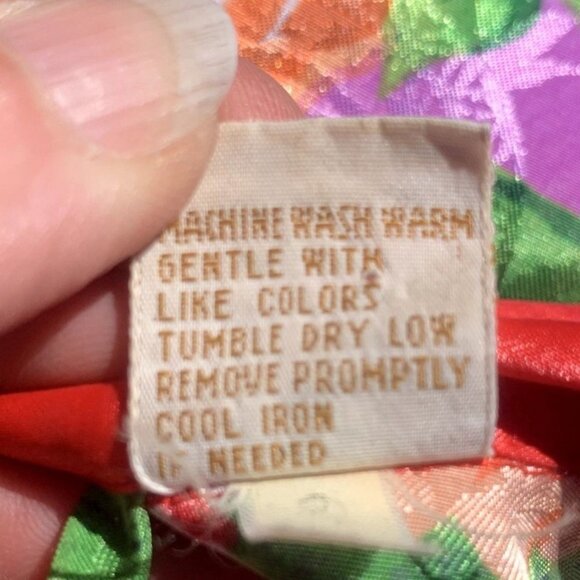 MACHINE WASH WARM
GENTLE WITH
LIKE COLORS
TUMBLE DRY LOW
REMOVE PROMPTLY
COOL IRON
IF NEEDED